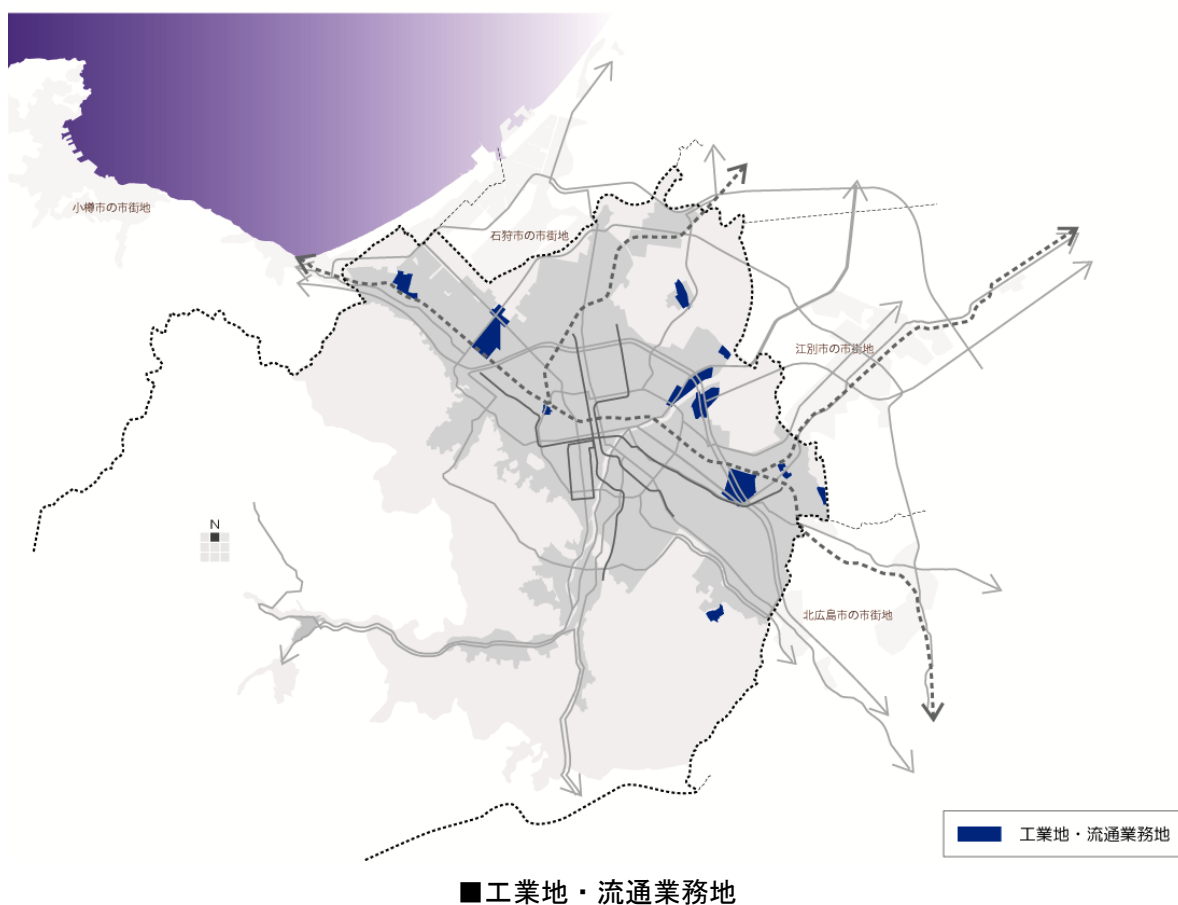 小樽市の市街地
石狩市の市街地
江別市の市街地
N
北広島市の市街地
工業地・流通業務地
■工業地・流通業務地